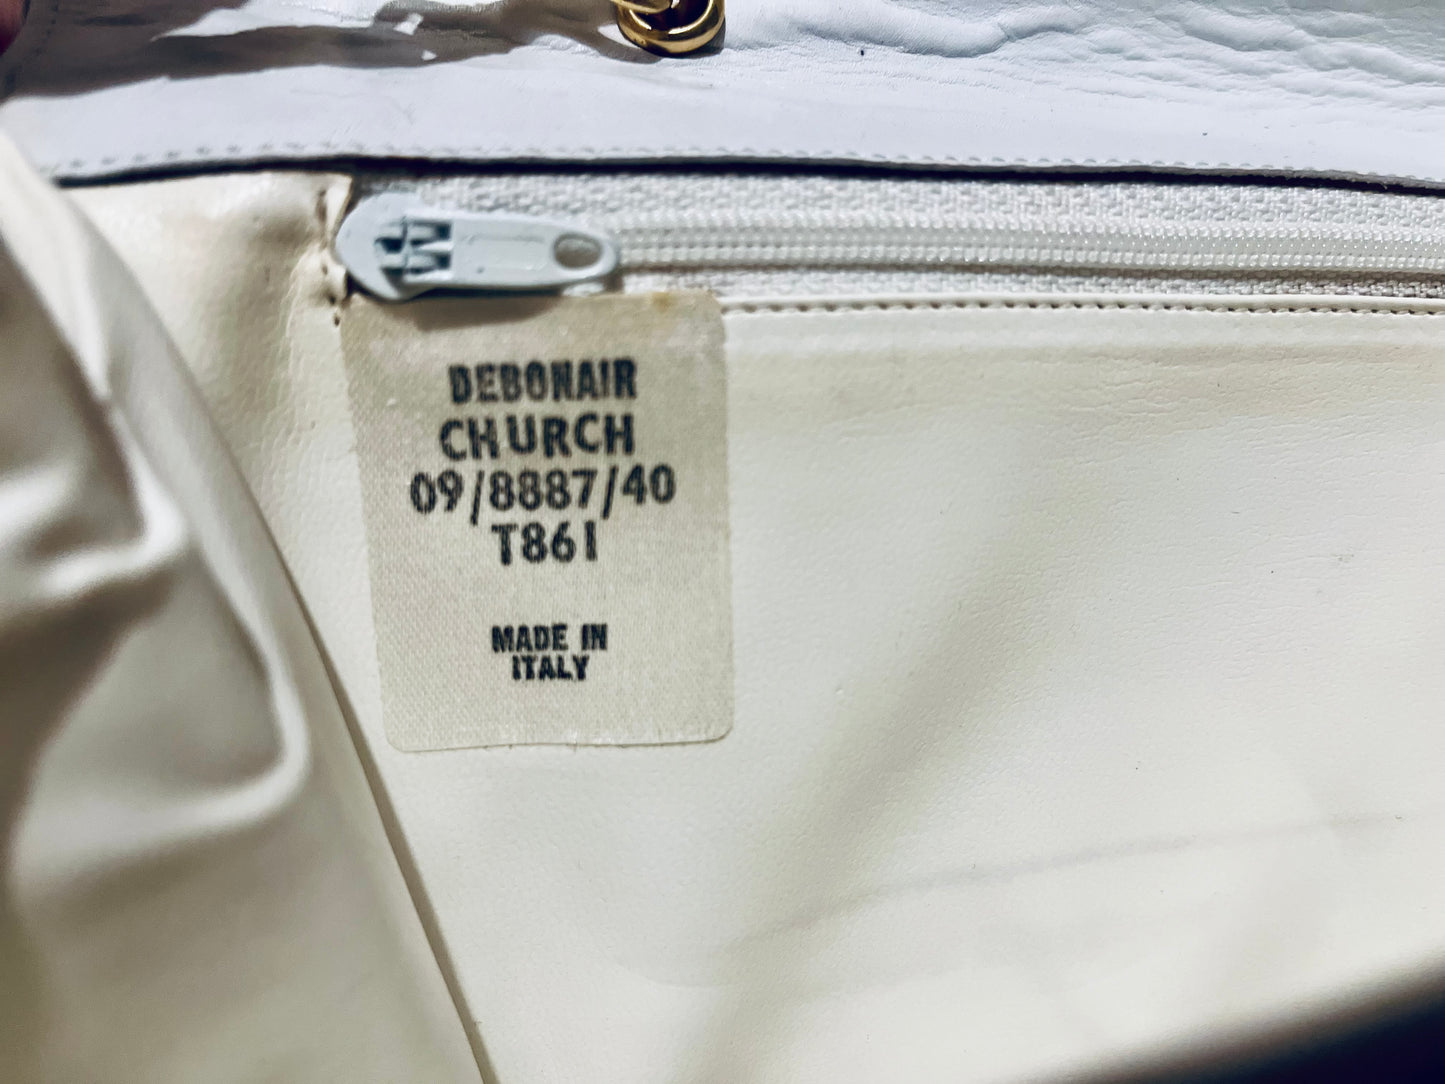 DEBONAIR
CHURCH
09/8887/40
T861
MADE IN
ITALY